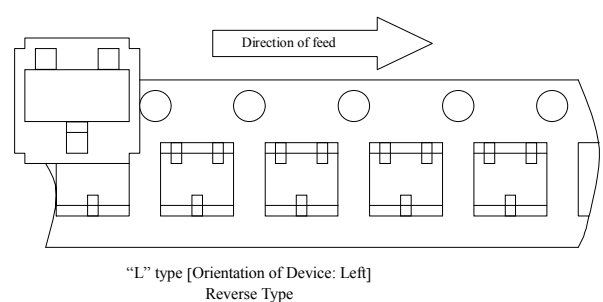 Direction of feed
“L” type [Orientation of Device: Left]
Reverse Type